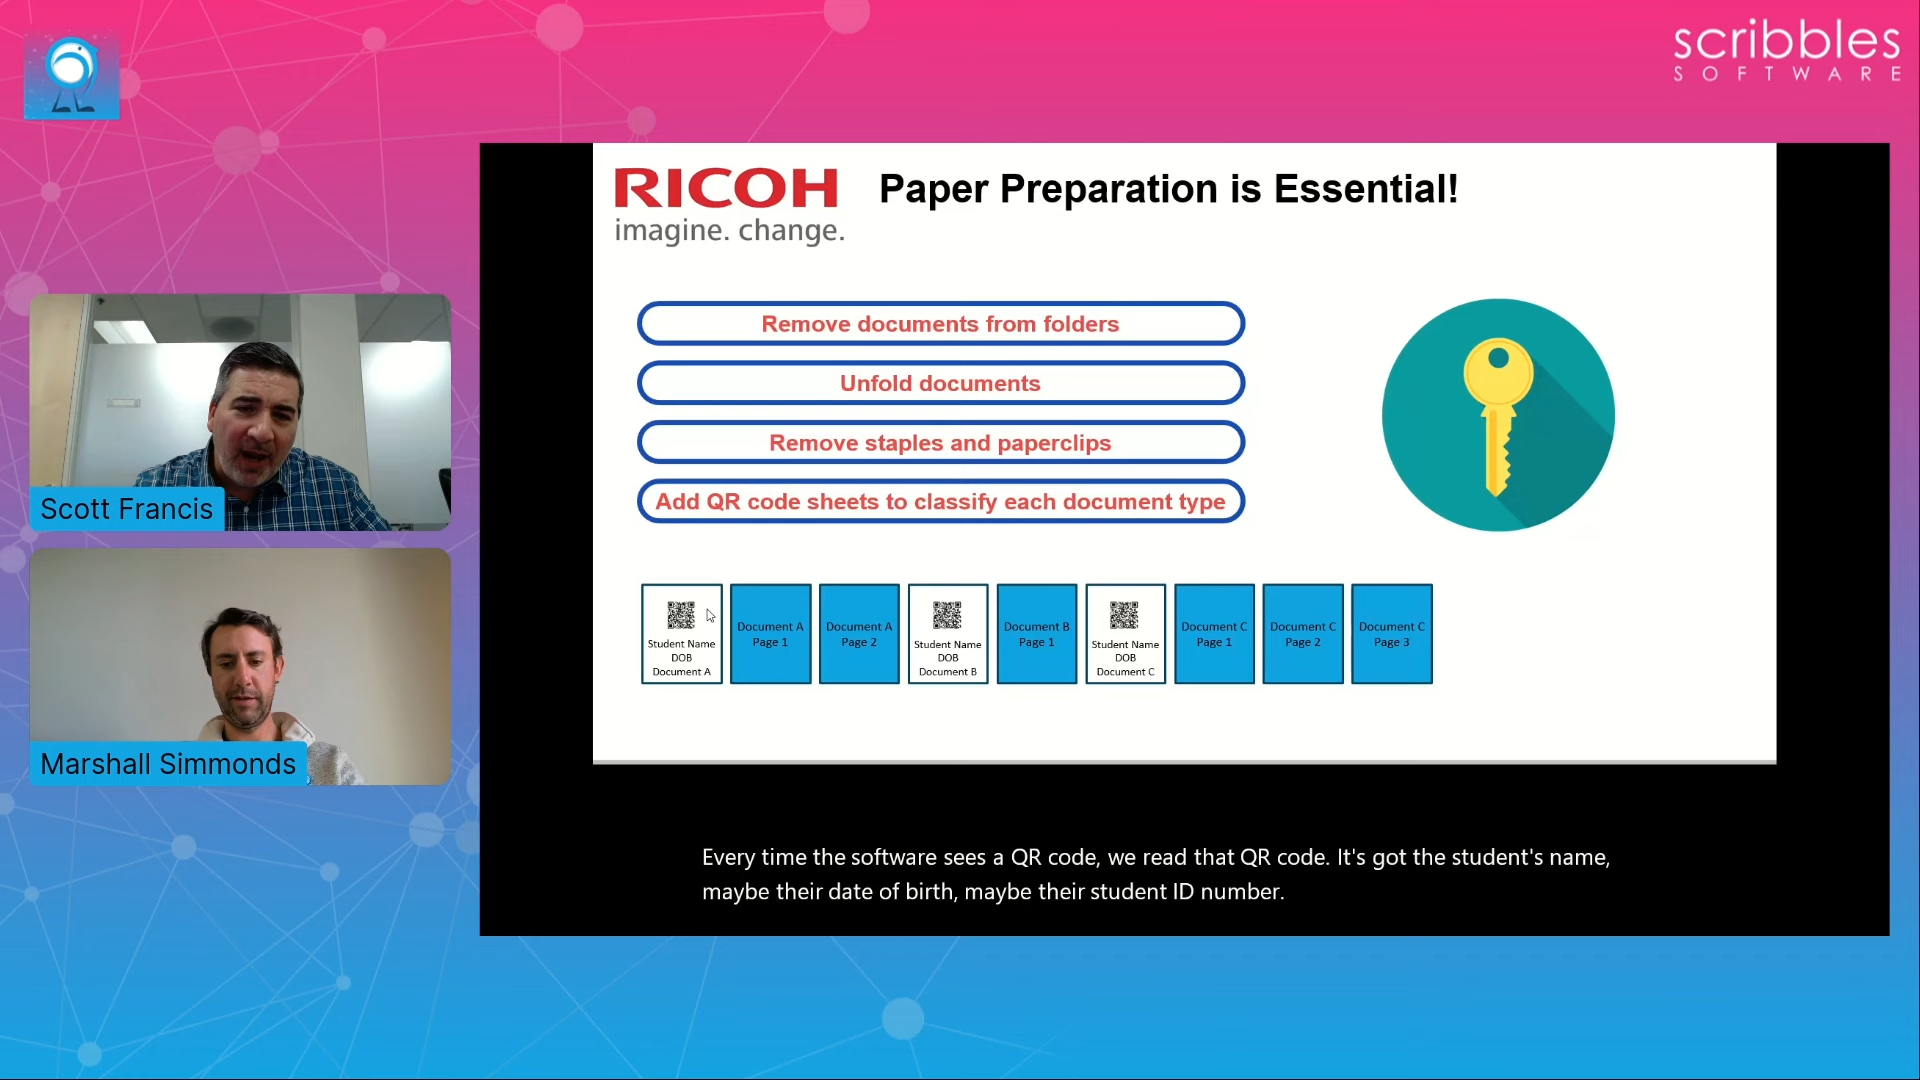 scribbles
SOFTWARE
RICOH
imagine. change.
Paper Preparation is Essential!
Remove documents from folders
Unfold documents
Remove staples and paperclips
Add QR code sheets to classify each document type
Student Name
DOB
Document A
Document A
Page 1
Document A
Page 2
Student Name
DOB
Document B
Document B
Page 1
Student Name
DOB
Document C
Document C
Page 1
Document C
Page 2
Document C
Page 3
Scott Francis
Marshall Simmonds
Every time the software sees a QR code, we read that QR code. It's got the student's name,
maybe their date of birth, maybe their student ID number.